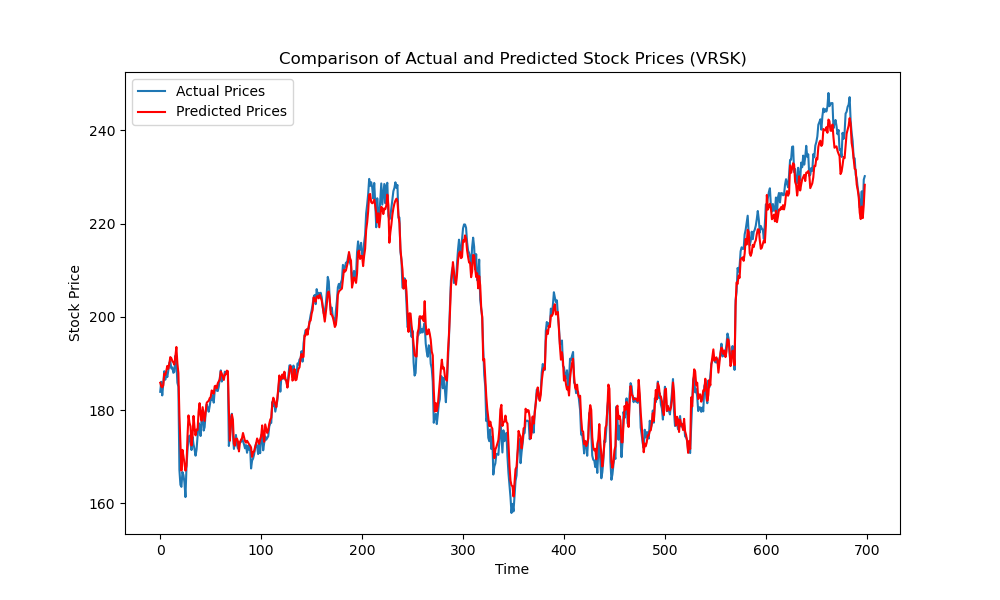 Comparison of Actual and Predicted Stock Prices (VRSK)
Actual Prices
Predicted Prices
240
220
200
180
160
Stock Price
0 100 200 300 400 500 600 700
Time